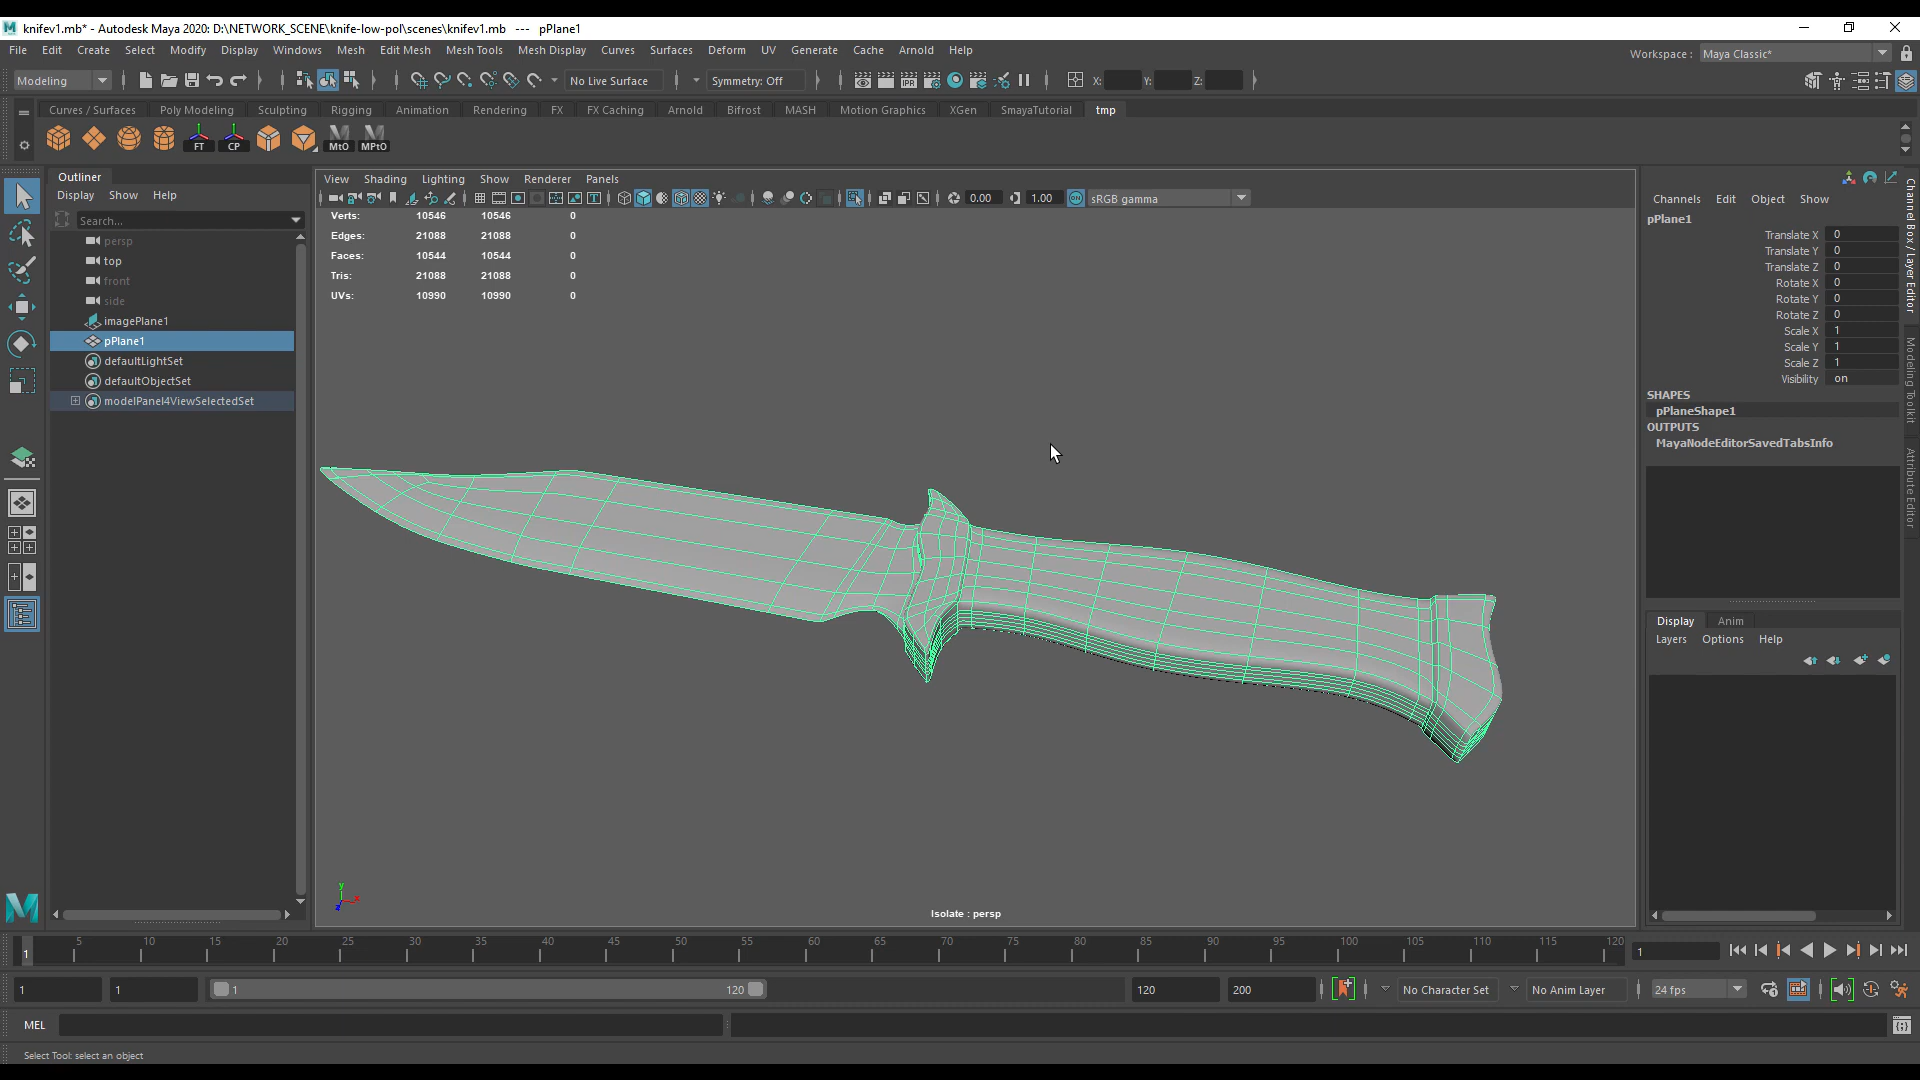 knifev1.mb* - Autodesk Maya 2020: D:\NETWORK_SCENE\knife-low-pol\scenes\knifev1.mb   ---   pPlane1
File Edit Create Select Modify Display Windows Mesh Edit Mesh Mesh Tools Mesh Display Curves Surfaces Deform UV Generate Cache Arnold Help
Workspace : Maya Classic*
Modeling
No Live Surface
Symmetry: Off
X: Y: Z:
Curves / Surfaces Poly Modeling Sculpting Rigging Animation Rendering FX FX Caching Arnold Bifrost MASH Motion Graphics XGen SmayaTutorial tmp
FT CP MtO MPtO
Outliner
Display Show Help
Search...
persp
top
front
side
imagePlane1
pPlane1
defaultLightSet
defaultObjectSet
modelPanel4ViewSelectedSet
View Shading Lighting Show Renderer Panels
0.00 1.00 sRGB gamma
Verts: 10546 10546 0
Edges: 21088 21088 0
Faces: 10544 10544 0
Tris: 21088 21088 0
UVs: 10990 10990 0
y x z
Isolate : persp
Channels Edit Object Show
pPlane1
Translate X 0
Translate Y 0
Translate Z 0
Rotate X 0
Rotate Y 0
Rotate Z 0
Scale X 1
Scale Y 1
Scale Z 1
Visibility on
SHAPES
pPlaneShape1
OUTPUTS
MayaNodeEditorSavedTabsInfo
Display Anim
Layers Options Help
Channel Box / Layer Editor
Modeling Toolkit
Attribute Editor
1 5 10 15 20 25 30 35 40 45 50 55 60 65 70 75 80 85 90 95 100 105 110 115 120
1
1 1 1 120 120 200 No Character Set No Anim Layer 24 fps
MEL
Select Tool: select an object